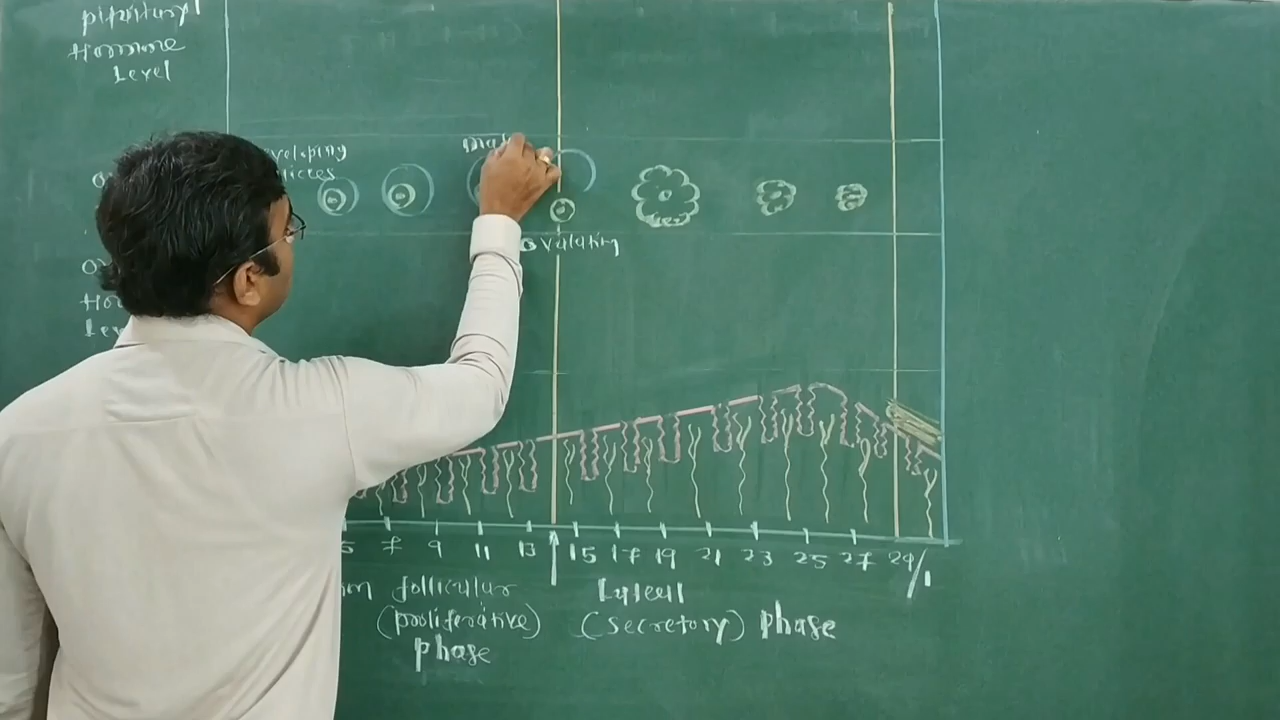 pituitary
Hormone
Level
veloping
icles
ovulating
7 9 11 13 15 17 19 21 23 25 27 29/1
follicular
(proliferative)
phase
Luteal
(secretory) phase